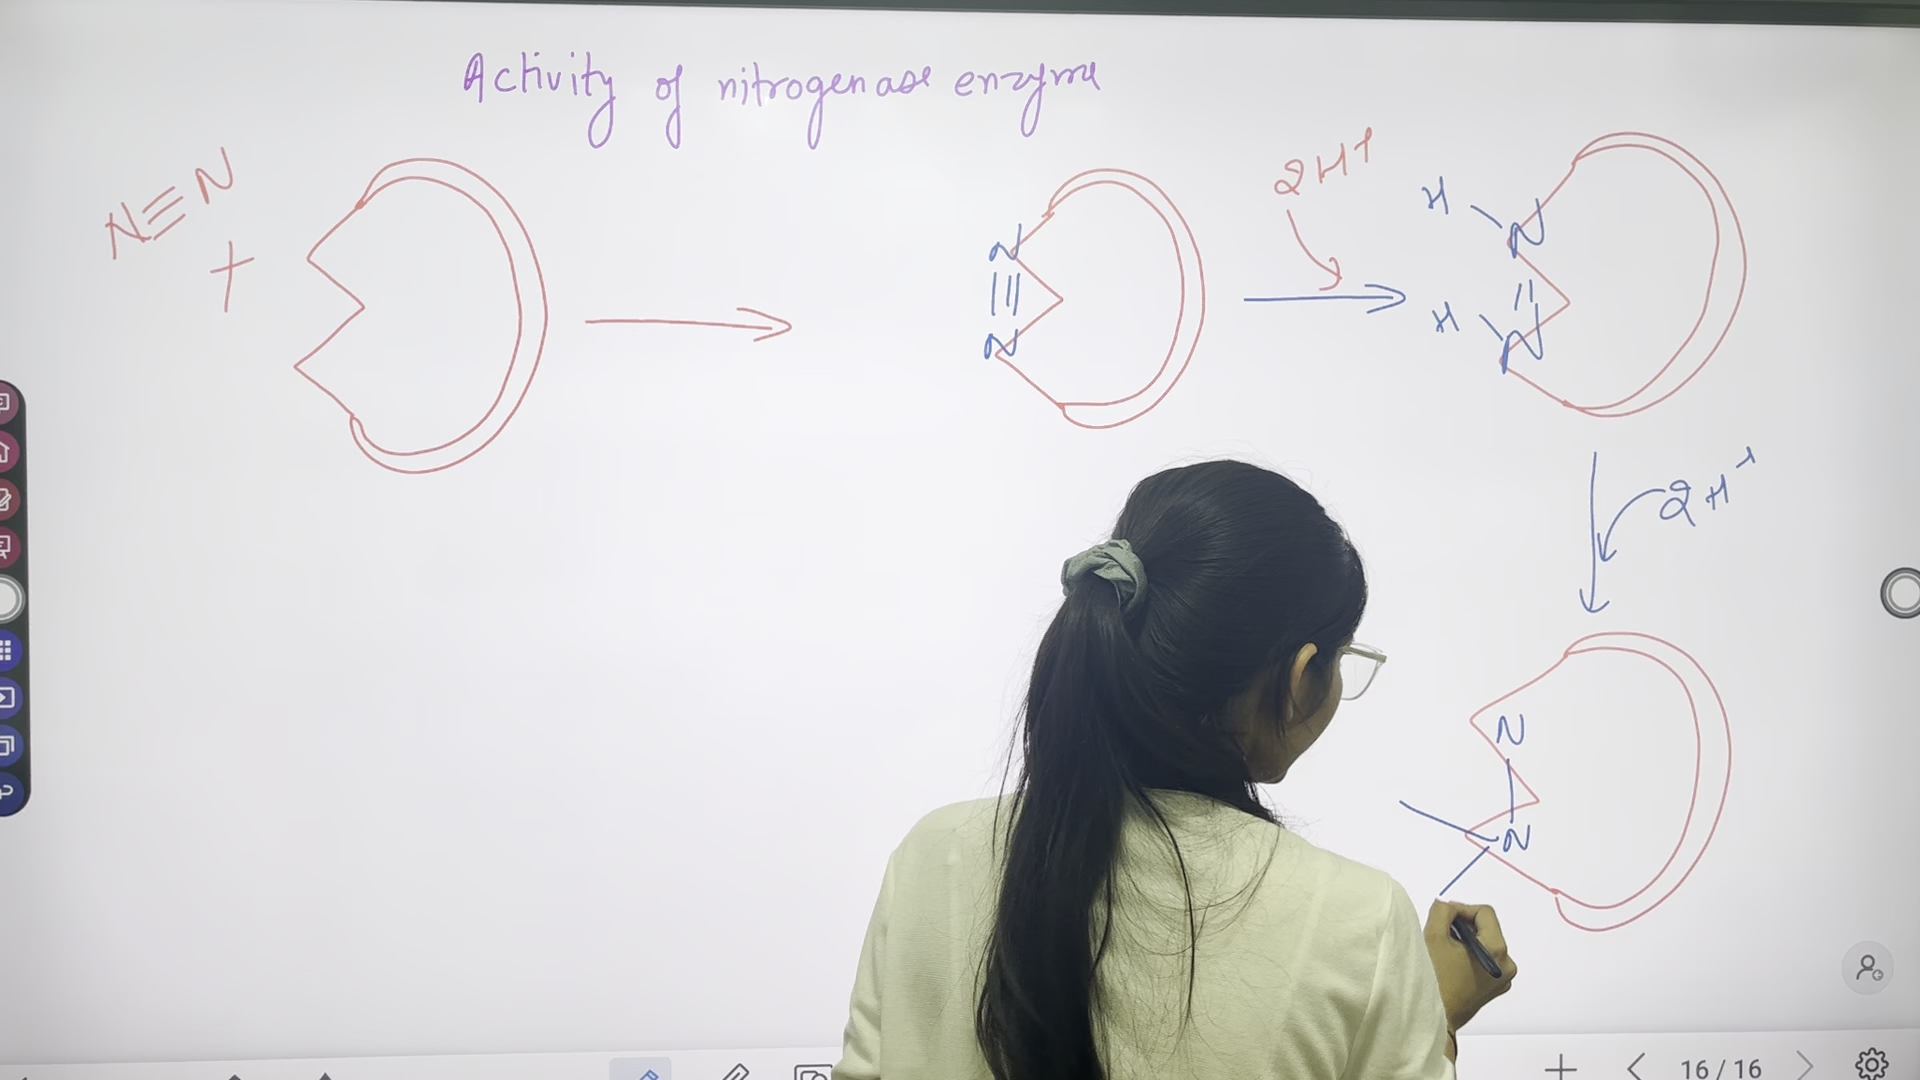 Activity of nitrogenase enzyme
N≡N
+
N
|||
N
2H+
H N
||
H N
2H+
N
|
N
16/16